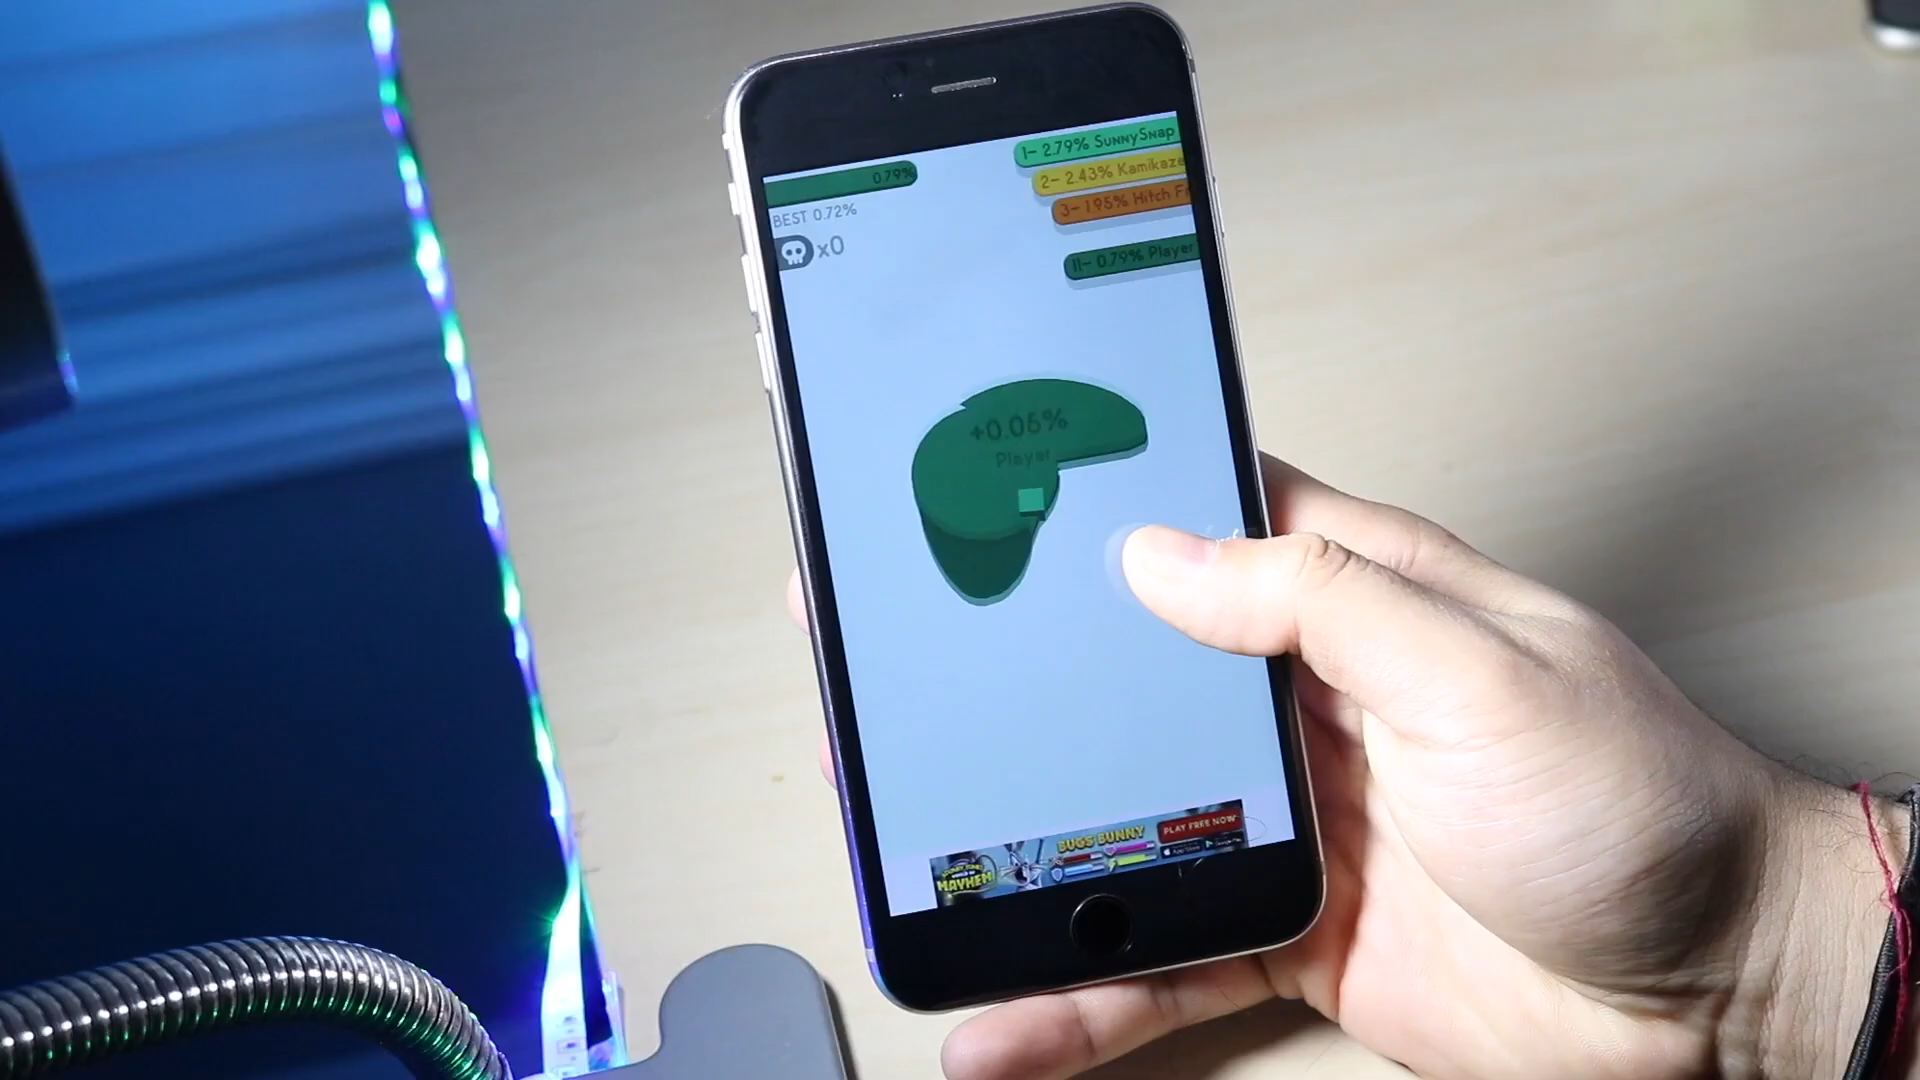 0.79%
BEST 0.72%
x0
1- 2.79% SunnySnap
2- 2.43% Kamikaze
3- 1.95% Hitch
11- 0.79% Player
+0.06%
Player
BUGS BUNNY
PLAY FREE NOW
MAYHEM